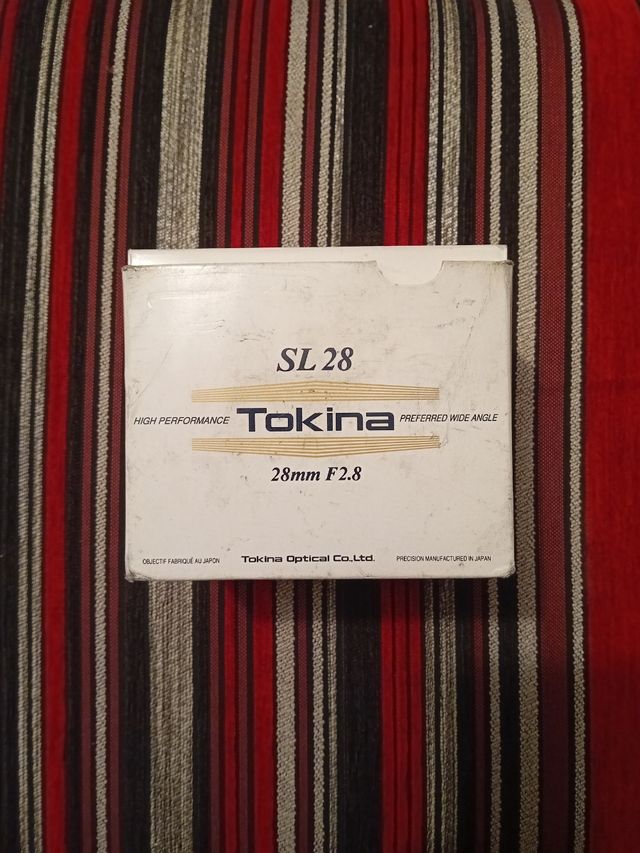 SL 28
HIGH PERFORMANCE Tokina PREFERRED WIDE ANGLE
28mm F2.8
OBJECTIF FABRIQUÉ AU JAPON Tokina Optical Co.,Ltd. PRECISION MANUFACTURED IN JAPAN